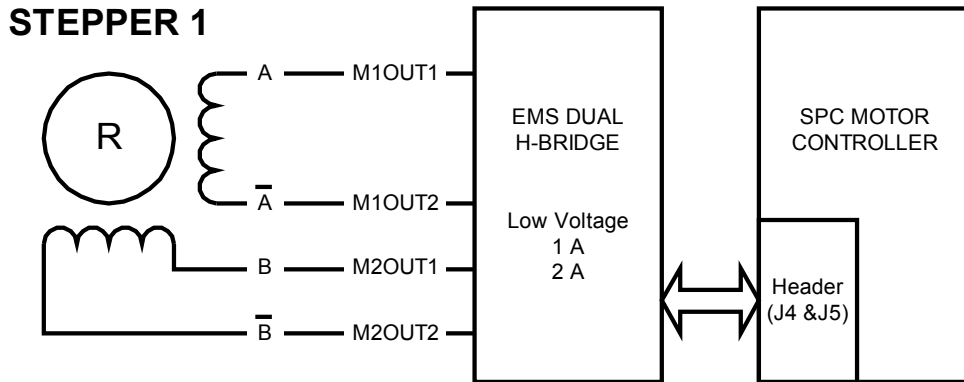 STEPPER 1
R
A
M1OUT1
A̅
M1OUT2
B
M2OUT1
B̅
M2OUT2
EMS DUAL
H-BRIDGE
Low Voltage
1 A
2 A
SPC MOTOR
CONTROLLER
Header
(J4 &J5)